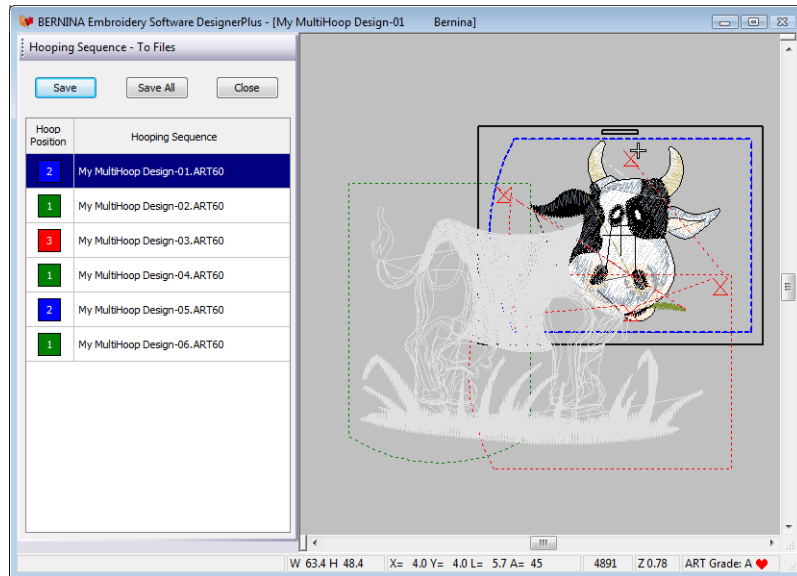 BERNINA Embroidery Software DesignerPlus - [My MultiHoop Design-01 Bernina]
Hooping Sequence - To Files
Save Save All Close
Hoop Position Hooping Sequence
2 My MultiHoop Design-01.ART60
1 My MultiHoop Design-02.ART60
3 My MultiHoop Design-03.ART60
1 My MultiHoop Design-04.ART60
2 My MultiHoop Design-05.ART60
1 My MultiHoop Design-06.ART60
W 63.4 H 48.4 X= 4.0 Y= 4.0 L= 5.7 A= 45 4891 Z 0.78 ART Grade: A